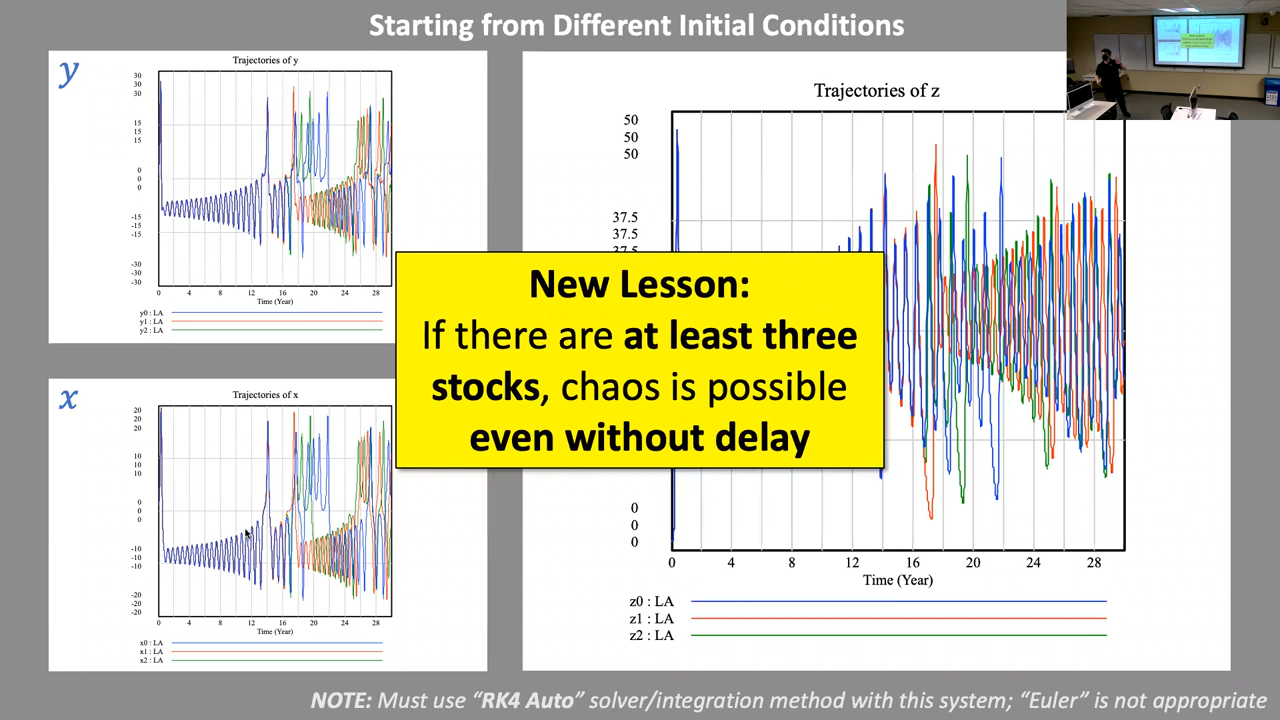 Starting from Different Initial Conditions
y
Trajectories of y
30
30
30
15
15
15
0
0
0
-15
-15
-15
-30
-30
-30
0 4 8 12 16 20 24 28
Time (Year)
y0 : LA
y1 : LA
y2 : LA
x
Trajectories of x
20
20
20
10
10
10
0
0
0
-10
-10
-10
-20
-20
-20
0 4 8 12 16 20 24 28
Time (Year)
x0 : LA
x1 : LA
x2 : LA
Trajectories of z
50
50
50
37.5
37.5
37.5
0
0
0
0 4 8 12 16 20 24 28
Time (Year)
z0 : LA
z1 : LA
z2 : LA
New Lesson:
If there are at least three
stocks, chaos is possible
even without delay
NOTE: Must use “RK4 Auto” solver/integration method with this system; “Euler” is not appropriate